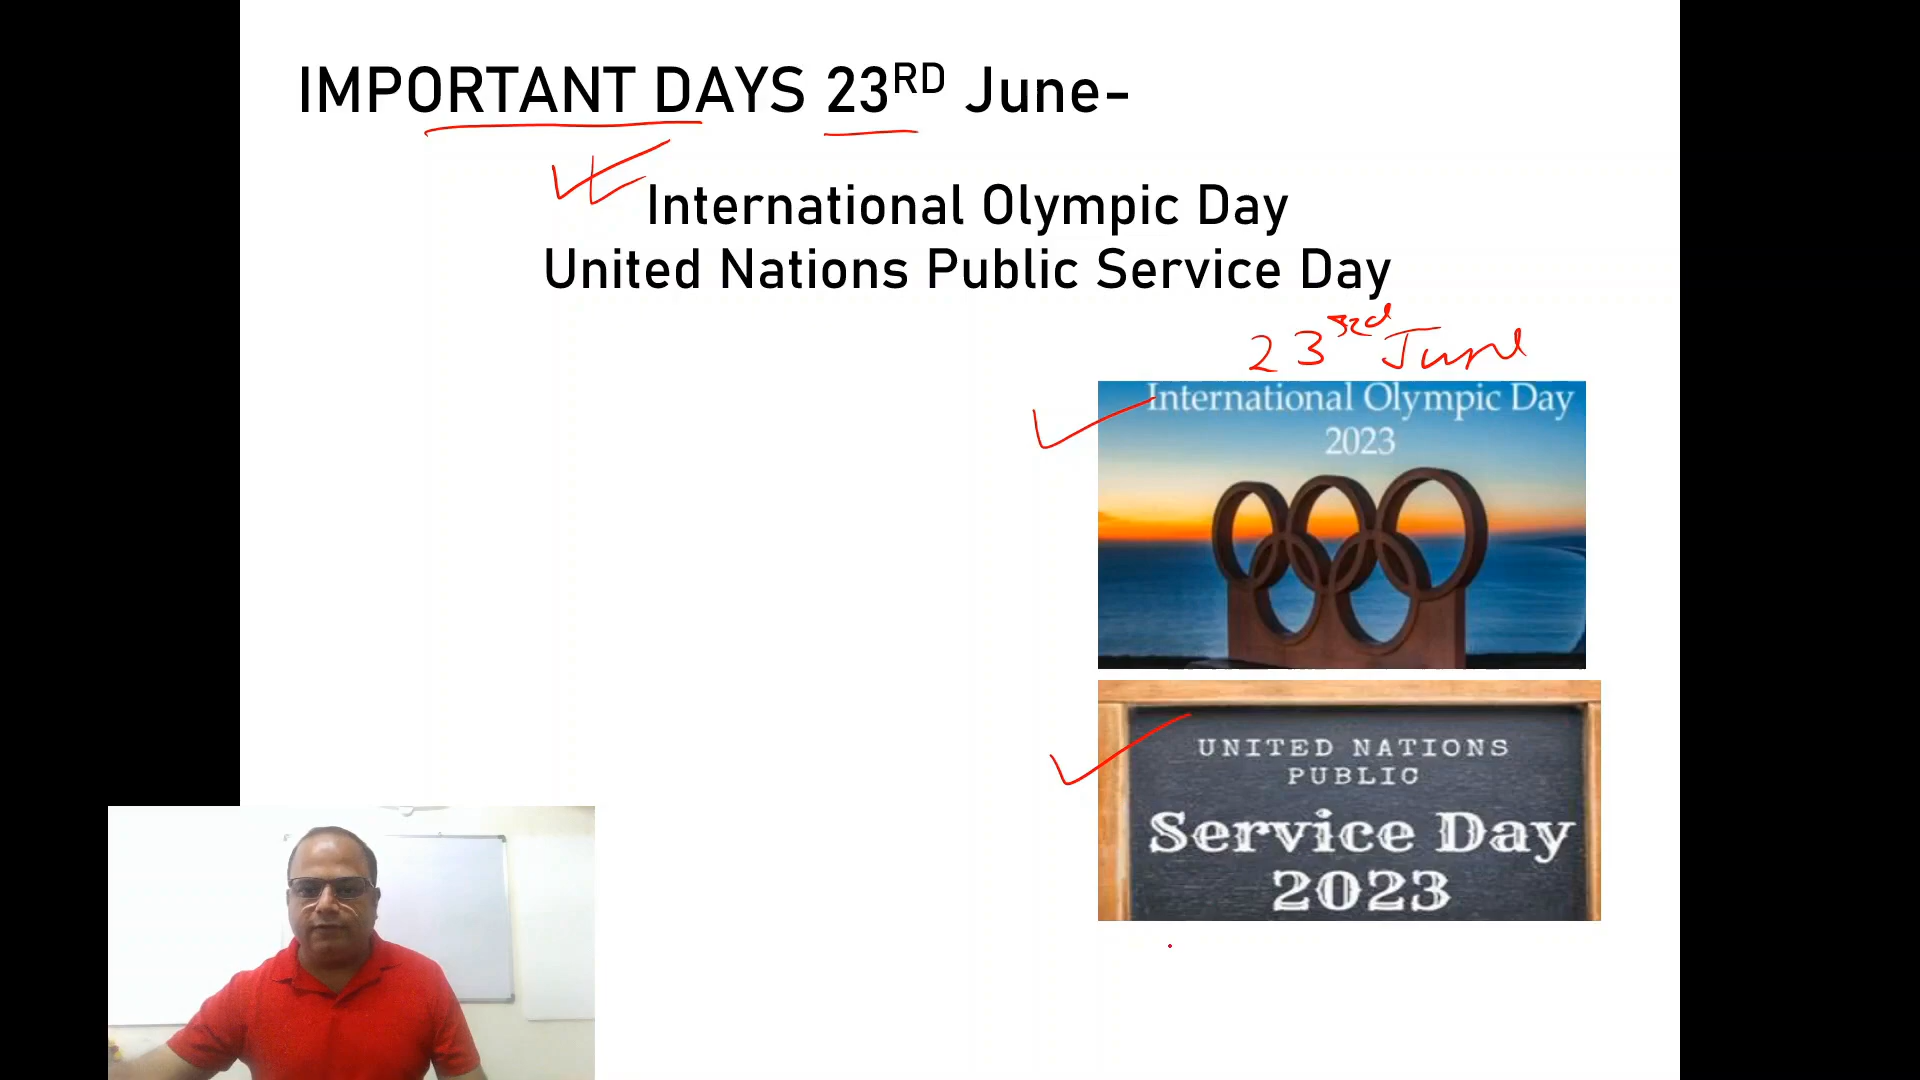 IMPORTANT DAYS 23RD June-
International Olympic Day
United Nations Public Service Day
23rd June
International Olympic Day
2023
UNITED NATIONS
PUBLIC
Service Day
2023